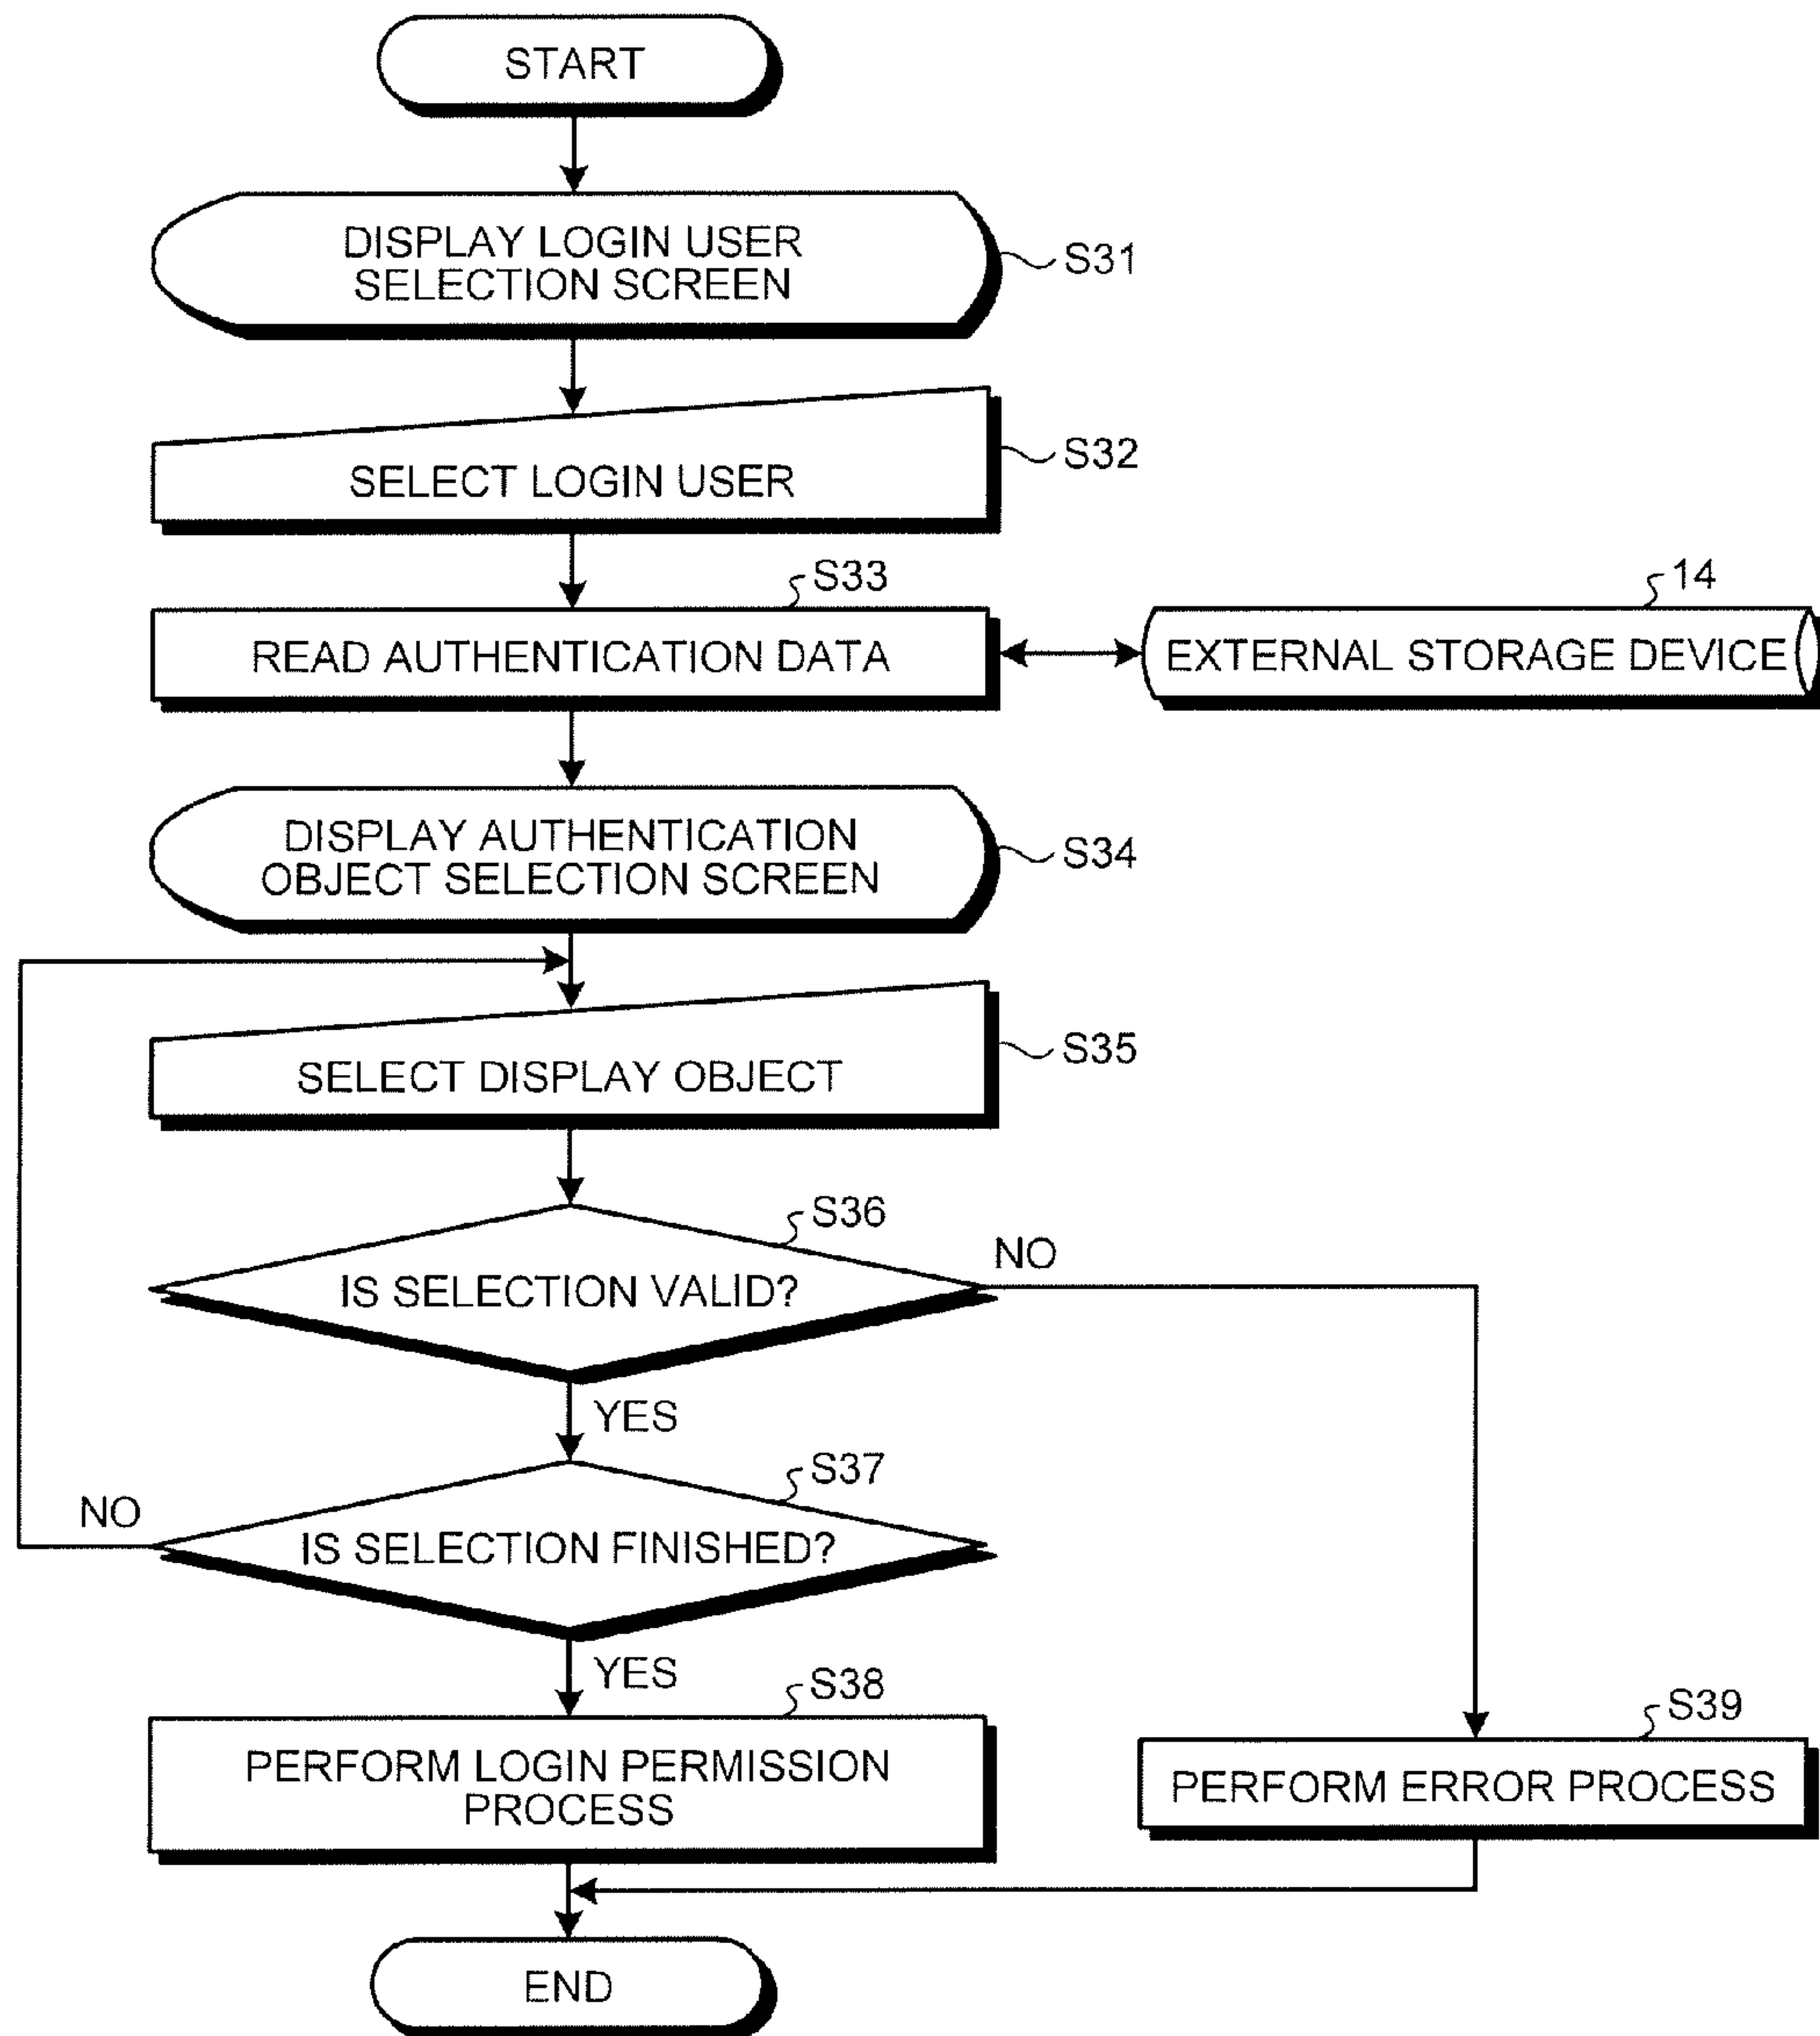 START
DISPLAY LOGIN USER
SELECTION SCREEN
S31
SELECT LOGIN USER
S32
S33
READ AUTHENTICATION DATA
14
EXTERNAL STORAGE DEVICE
DISPLAY AUTHENTICATION
OBJECT SELECTION SCREEN
S34
SELECT DISPLAY OBJECT
S35
S36
IS SELECTION VALID?
NO
YES
S37
IS SELECTION FINISHED?
NO
YES
S38
PERFORM LOGIN PERMISSION
PROCESS
S39
PERFORM ERROR PROCESS
END